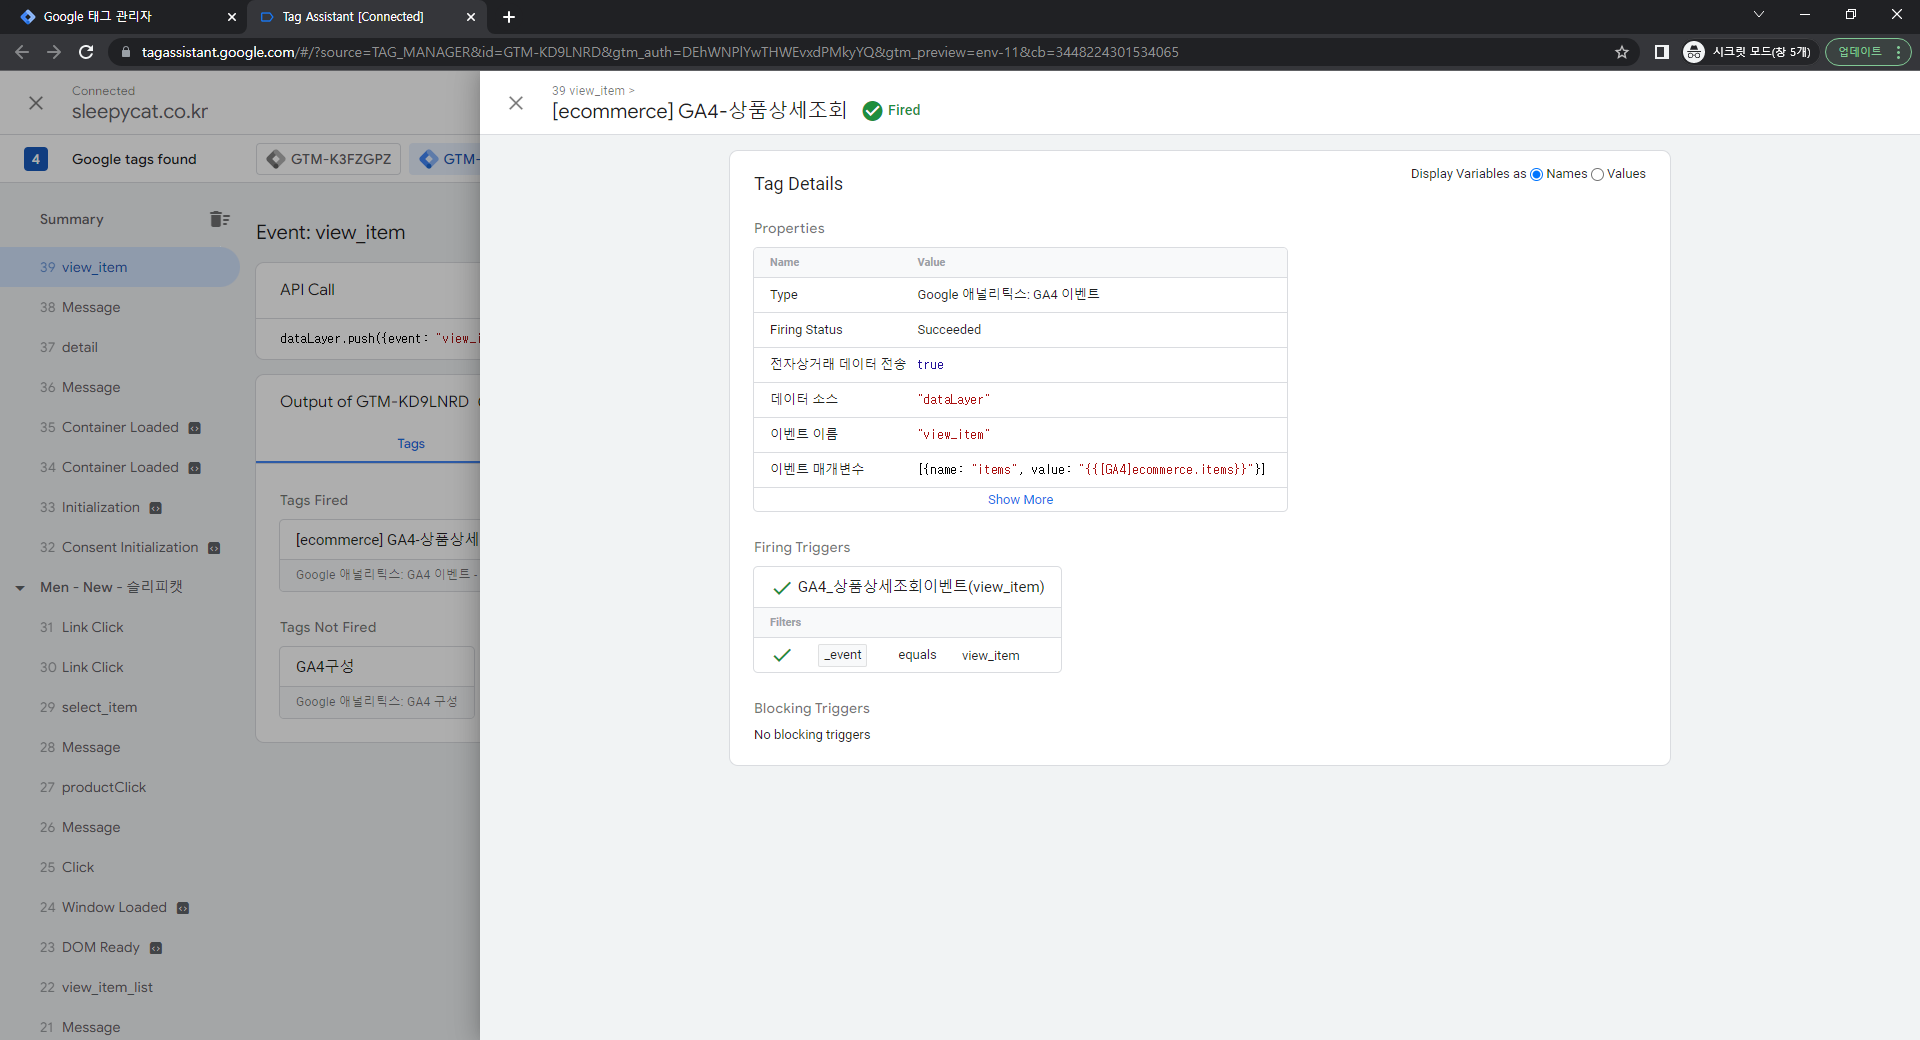 Google 태그 관리자
Tag Assistant [Connected]
tagassistant.google.com/#/?source=TAG_MANAGER&id=GTM-KD9LNRD&gtm_auth=DEhWNPlYwTHWEvxdPMkyYQ&gtm_preview=env-11&cb=3448224301534065
시크릿 모드(창 5개)
업데이트
Connected
sleepycat.co.kr
4 Google tags found
GTM-K3FZGPZ
GTM-
Summary
39 view_item
38 Message
37 detail
36 Message
35 Container Loaded
34 Container Loaded
33 Initialization
32 Consent Initialization
Men - New - 슬리피캣
31 Link Click
30 Link Click
29 select_item
28 Message
27 productClick
26 Message
25 Click
24 Window Loaded
23 DOM Ready
22 view_item_list
21 Message
Event: view_item
API Call
dataLayer.push({event: "view_i
Output of GTM-KD9LNRD
Tags
Tags Fired
[ecommerce] GA4-상품상세
Google 애널리틱스: GA4 이벤트 -
Tags Not Fired
GA4구성
Google 애널리틱스: GA4 구성
39 view_item >
[ecommerce] GA4-상품상세조회
Fired
Tag Details
Display Variables as Names Values
Properties
Name Value
Type Google 애널리틱스: GA4 이벤트
Firing Status Succeeded
전자상거래 데이터 전송 true
데이터 소스 "dataLayer"
이벤트 이름 "view_item"
이벤트 매개변수 [{name: "items", value: "{{[GA4]ecommerce.items}}"}]
Show More
Firing Triggers
GA4_상품상세조회이벤트(view_item)
Filters
_event equals view_item
Blocking Triggers
No blocking triggers